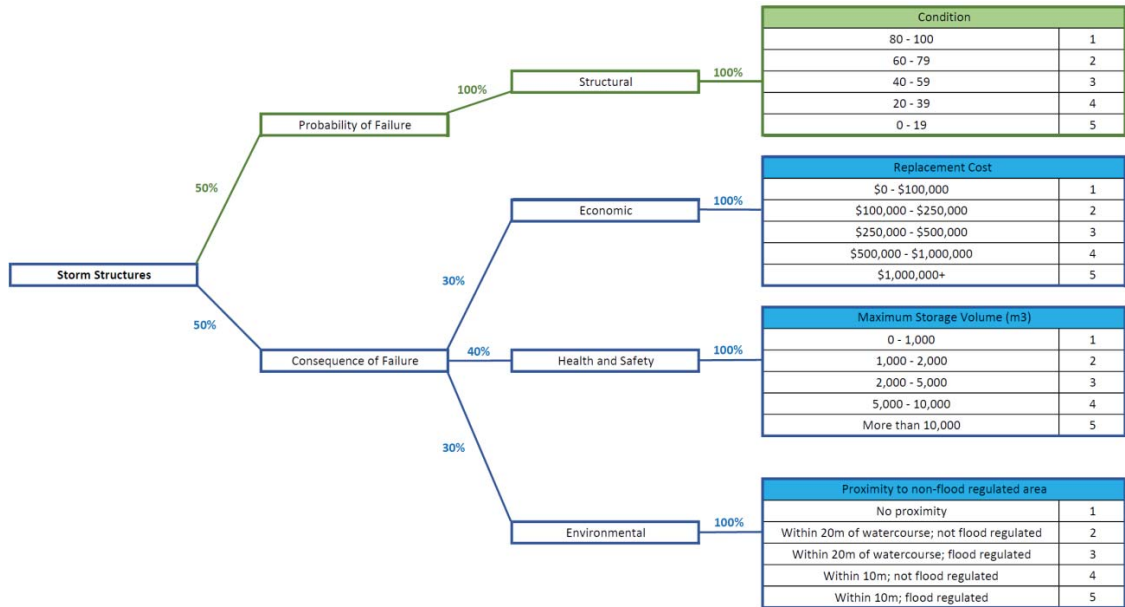 Storm Structures
50%
50%
Probability of Failure
100%
Structural
100%
Condition
80 - 100 1
60 - 79 2
40 - 59 3
20 - 39 4
0 - 19 5
Consequence of Failure
30%
Economic
100%
Replacement Cost
$0 - $100,000 1
$100,000 - $250,000 2
$250,000 - $500,000 3
$500,000 - $1,000,000 4
$1,000,000+ 5
40%
Health and Safety
100%
Maximum Storage Volume (m3)
0 - 1,000 1
1,000 - 2,000 2
2,000 - 5,000 3
5,000 - 10,000 4
More than 10,000 5
30%
Environmental
100%
Proximity to non-flood regulated area
No proximity 1
Within 20m of watercourse; not flood regulated 2
Within 20m of watercourse; flood regulated 3
Within 10m; not flood regulated 4
Within 10m; flood regulated 5